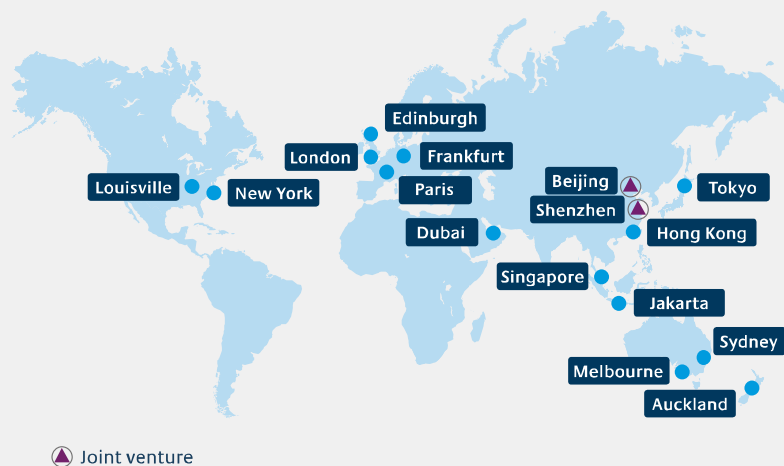 Edinburgh
London
Frankfurt
Louisville
New York
Paris
Beijing
Tokyo
Shenzhen
Dubai
Hong Kong
Singapore
Jakarta
Sydney
Melbourne
Auckland
Joint venture